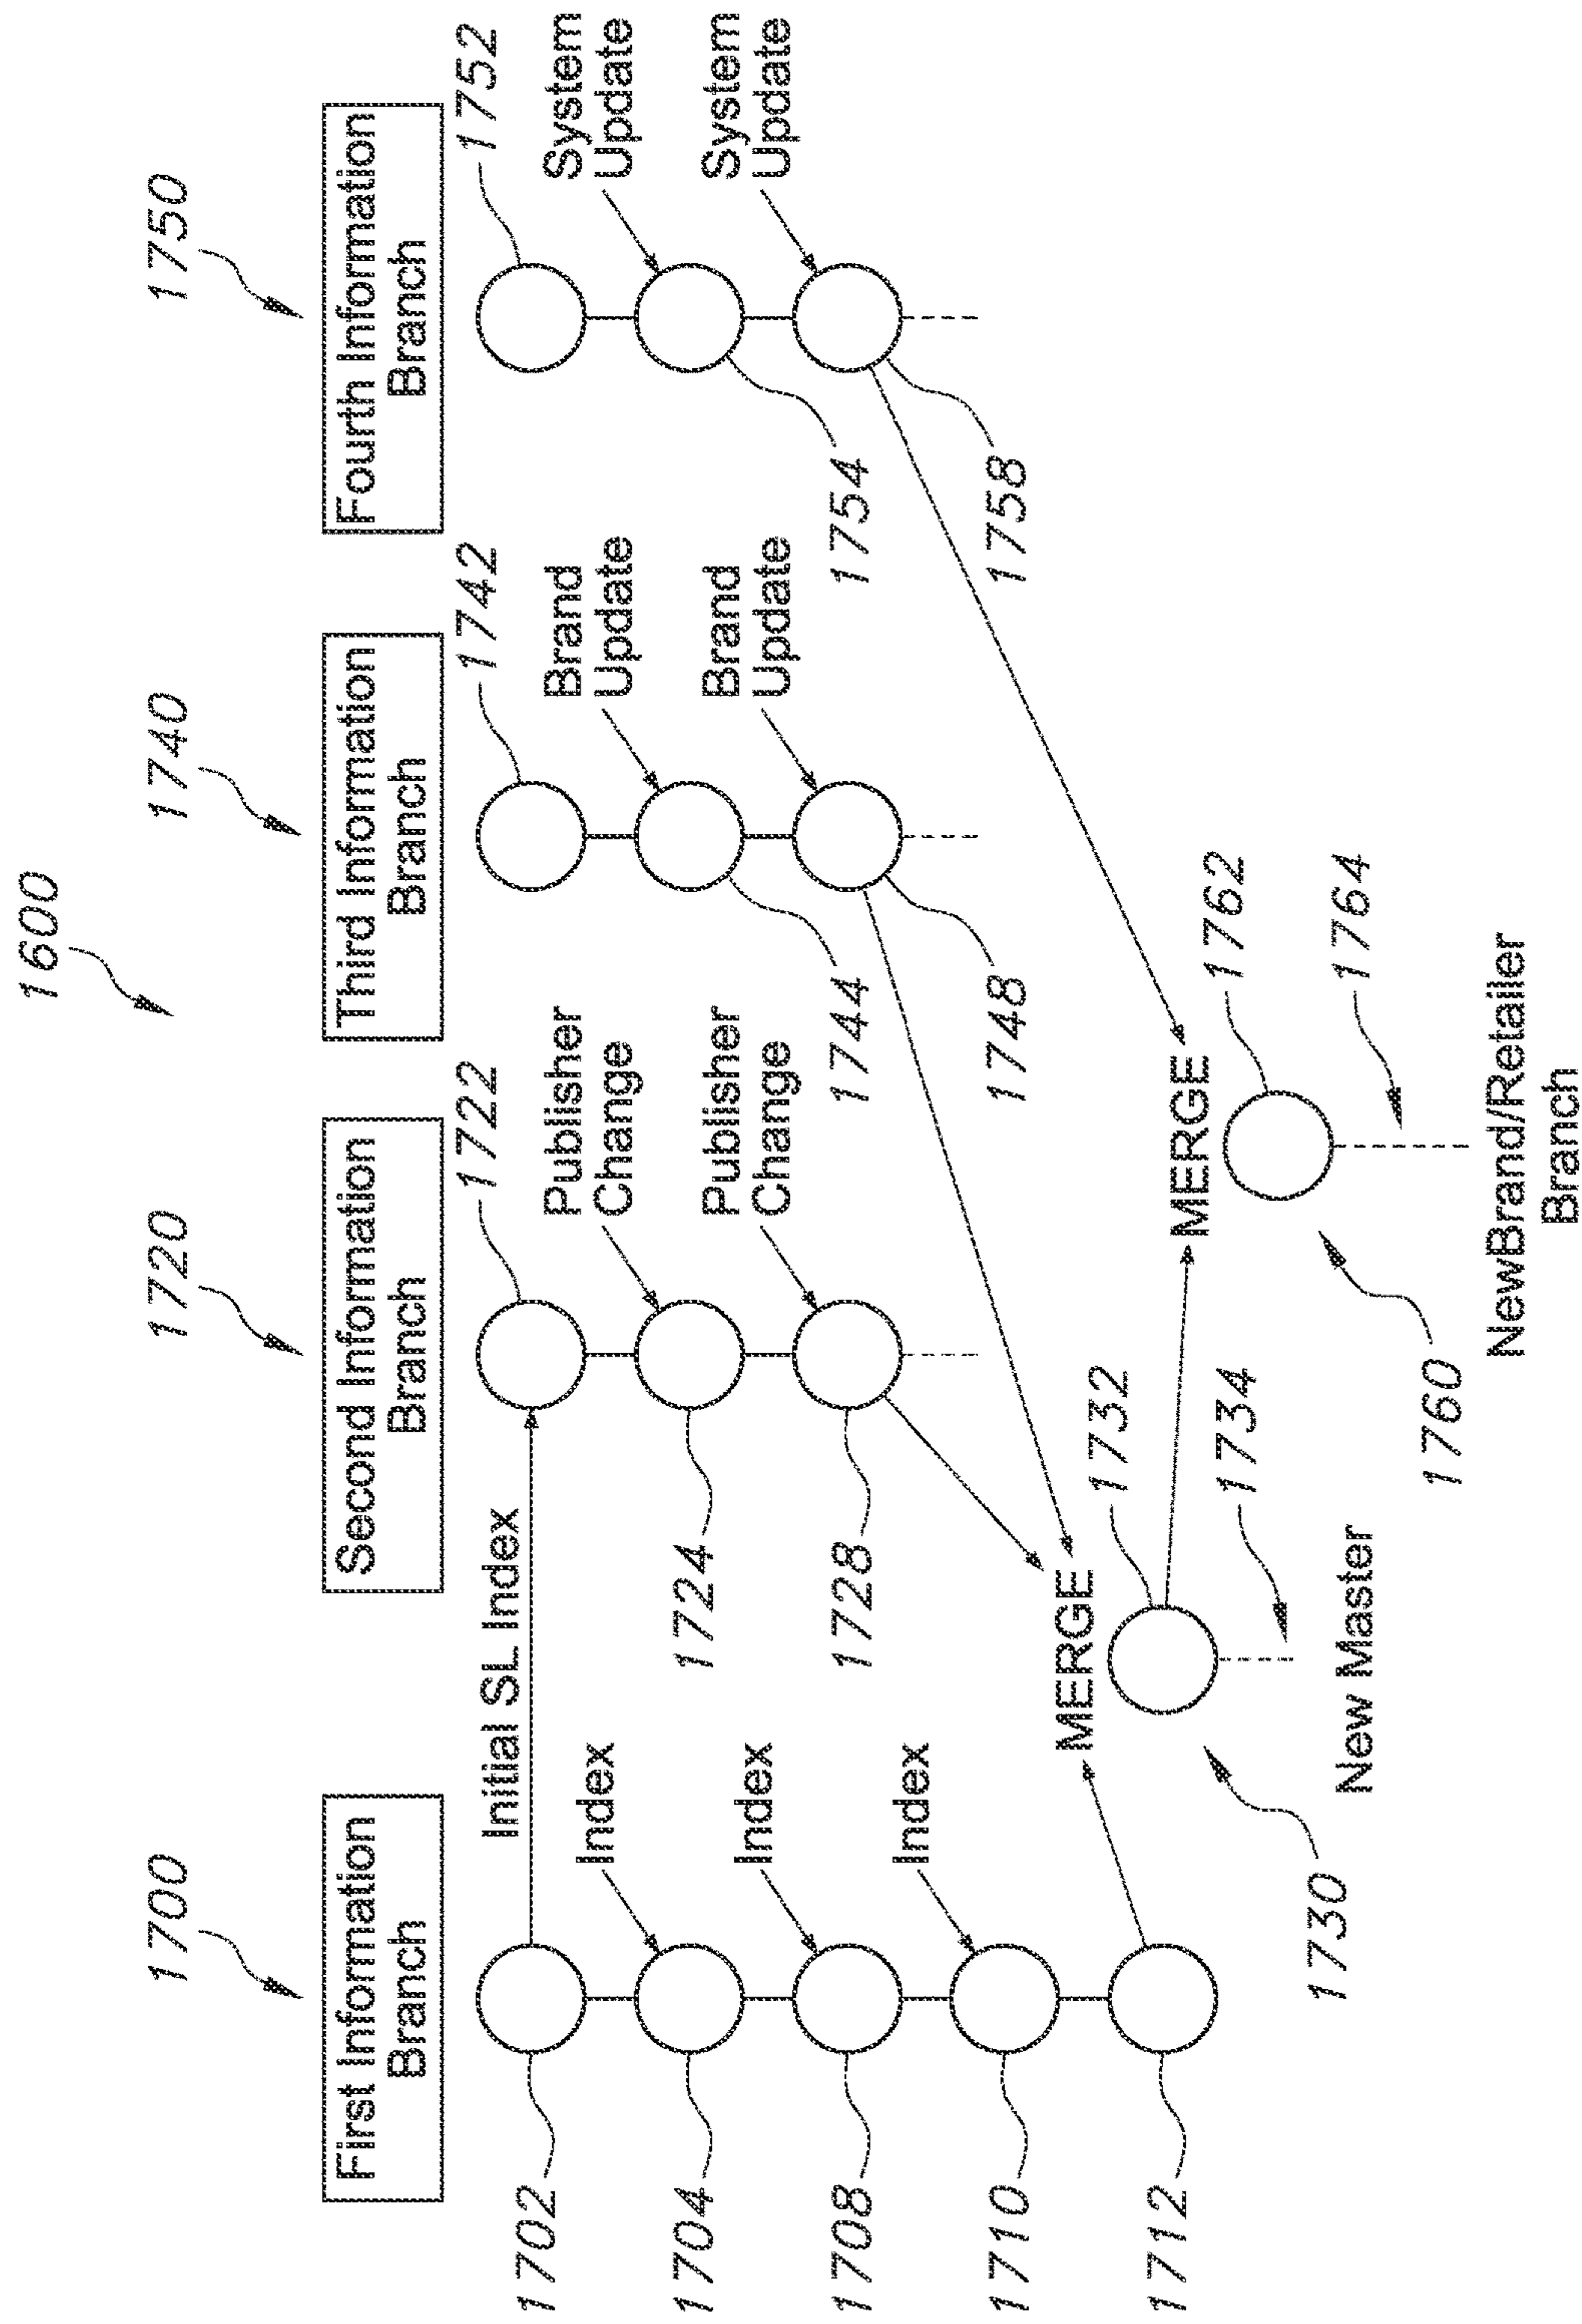 1600
1700
1720
1740
1750
First Information
Branch
Second Information
Branch
Third Information
Branch
Fourth Information
Branch
1702
Initial SL Index
1722
1742
1752
1704
Index
1724
Publisher
Change
1744
Brand
Update
1754
System
Update
1708
Index
1728
Publisher
Change
1748
Brand
Update
1758
System
Update
1710
Index
1712
MERGE
1732
1734
1730
New Master
MERGE
1762
1764
1760
NewBrand/Retailer
Branch